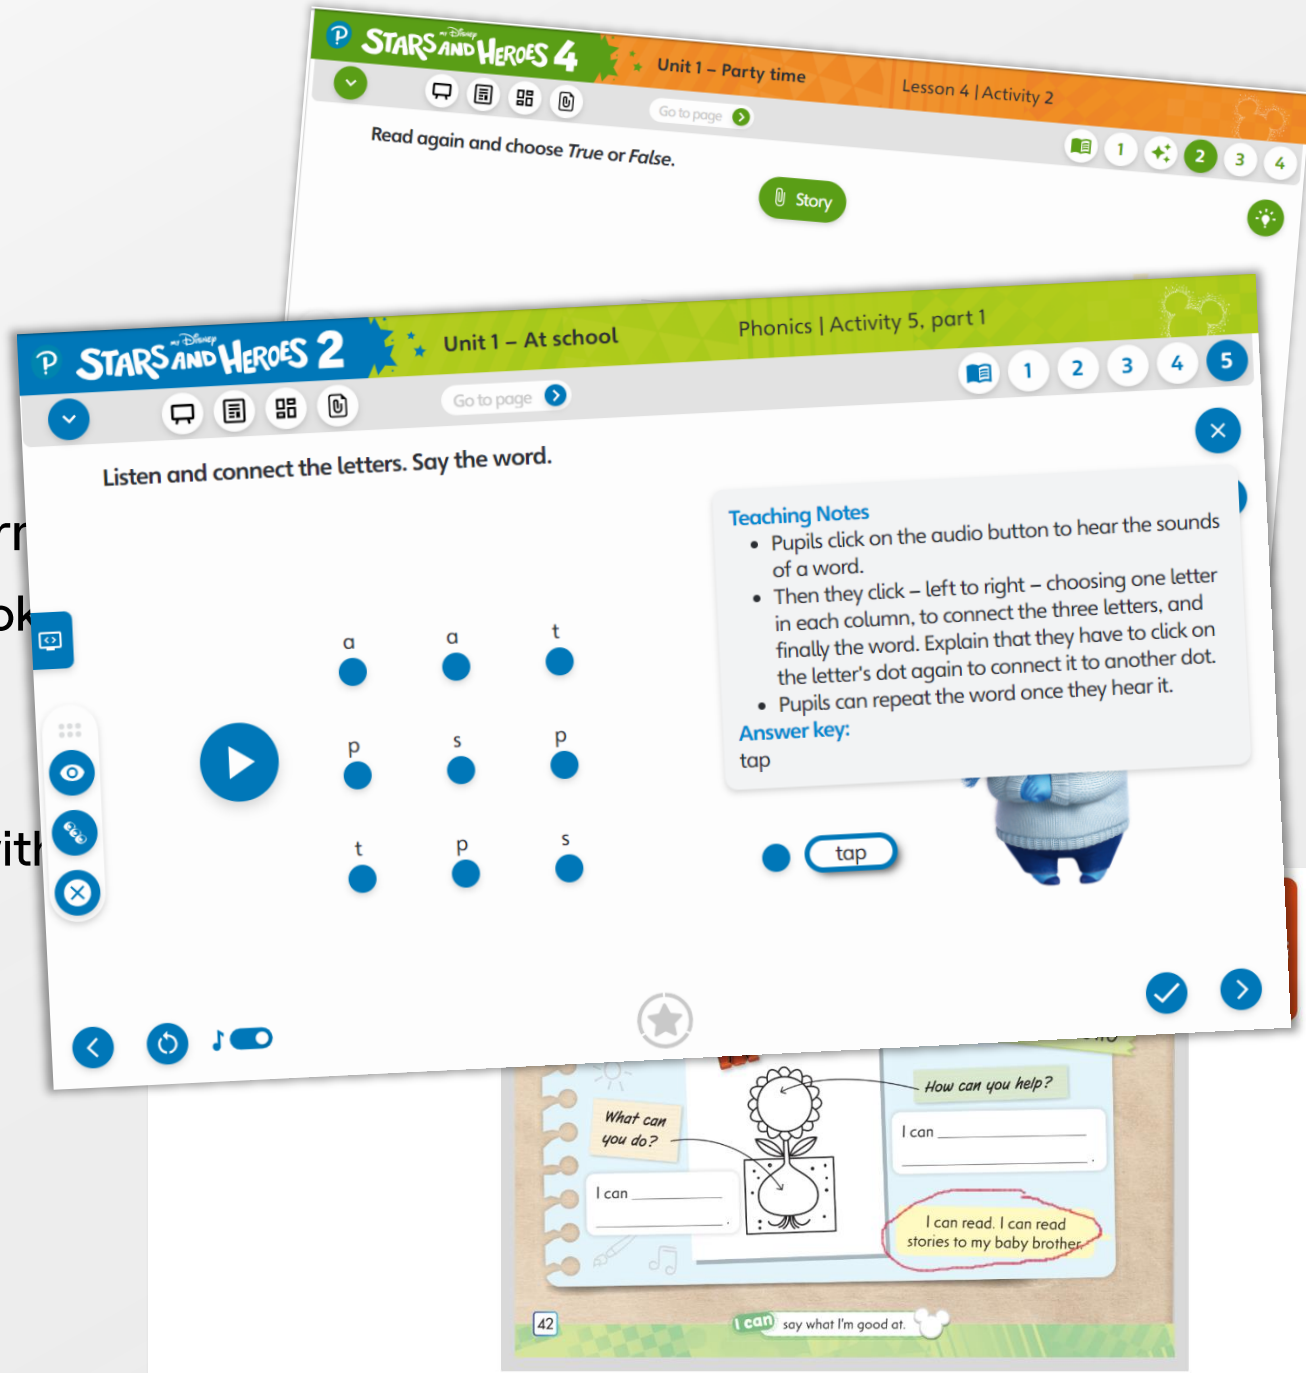 my Disney
STARS AND HEROES 4
Unit 1 – Party time
Lesson 4 | Activity 2
Go to page
1
2
3
4
Read again and choose True or False.
Story
my Disney
STARS AND HEROES 2
Unit 1 – At school
Phonics | Activity 5, part 1
Go to page
1
2
3
4
5
Listen and connect the letters. Say the word.
Teaching Notes
• Pupils click on the audio button to hear the sounds
of a word.
• Then they click – left to right – choosing one letter
in each column, to connect the three letters, and
finally the word. Explain that they have to click on
the letter's dot again to connect it to another dot.
• Pupils can repeat the word once they hear it.
Answer key:
tap
a a t
p s p
t p s
tap
What can
you do?
I can
.
How can you help?
I can
.
I can read. I can read
stories to my baby brother.
42
I can say what I'm good at.